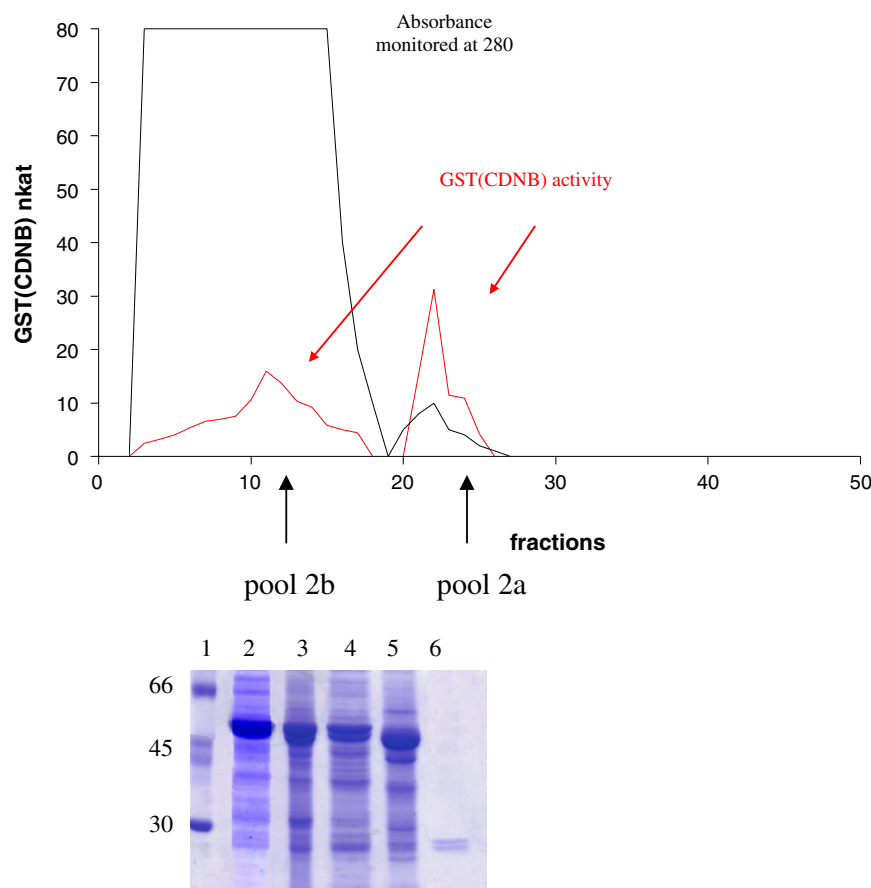 Absorbance
monitored at 280
80
70
60
50
40
30
20
10
0
GST(CDNB) nkat
GST(CDNB) activity
0 10 20 30 40 50
fractions
pool 2b pool 2a
1 2 3 4 5 6
66
45
30